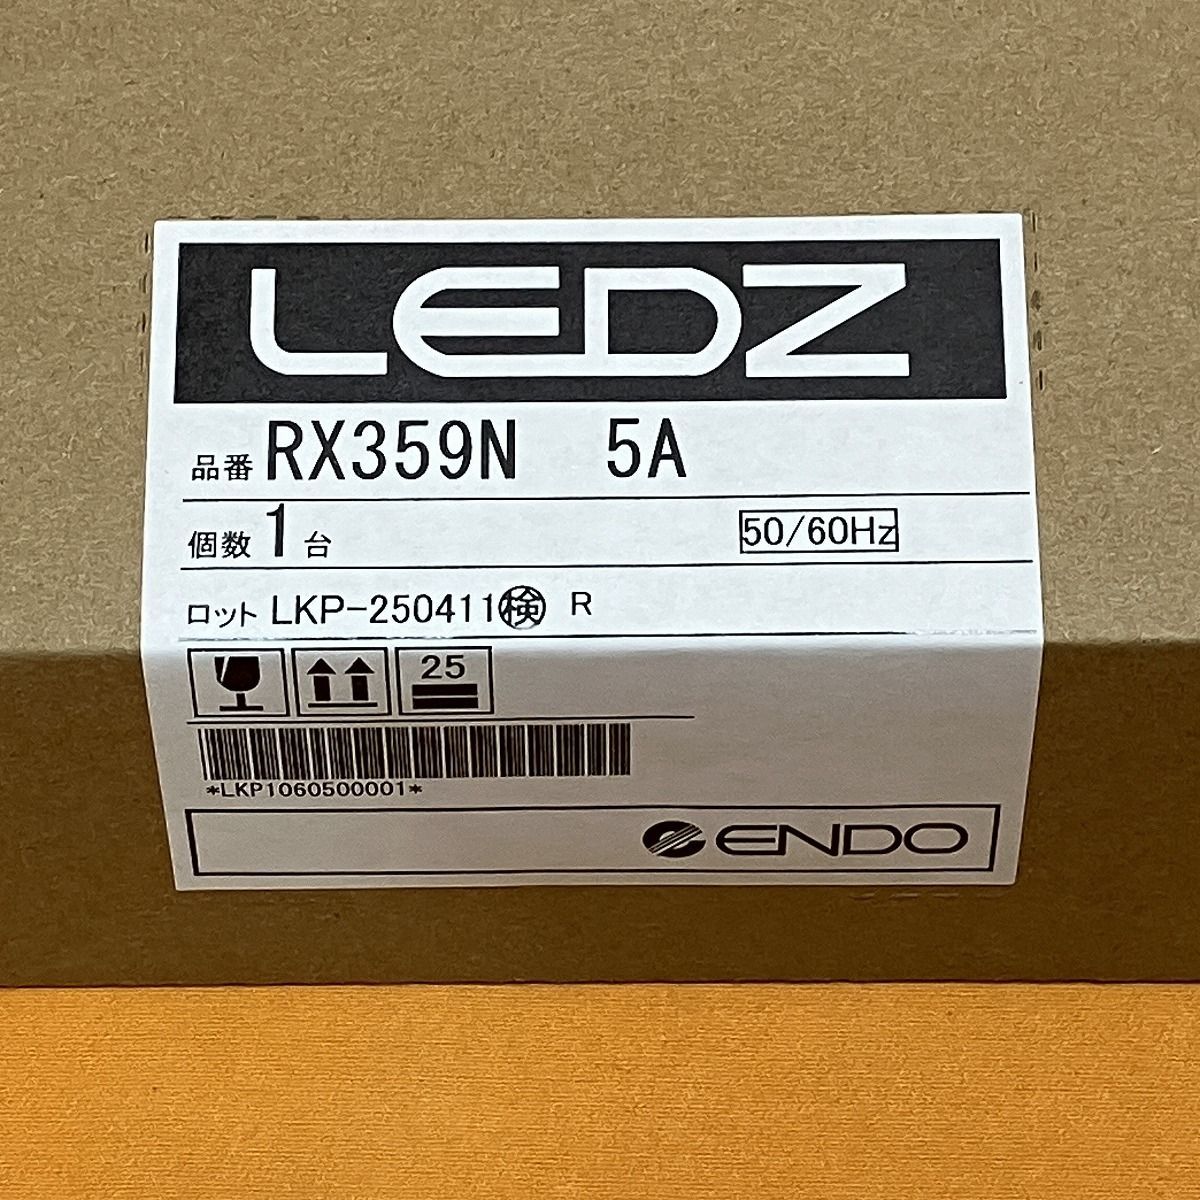 LEDZ
品番 RX359N 5A
個数 1 台 50/60Hz
ロット LKP-250411㊬ R
25
*LKP1060500001*
ENDO